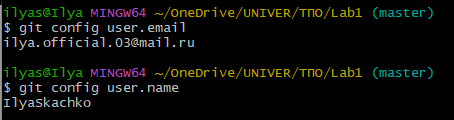 ilyas@Ilya MINGW64 ~/OneDrive/UNIVER/ТПО/Lab1 (master)
$ git config user.email
ilya.official.03@mail.ru
ilyas@Ilya MINGW64 ~/OneDrive/UNIVER/ТПО/Lab1 (master)
$ git config user.name
IlyaSkachko